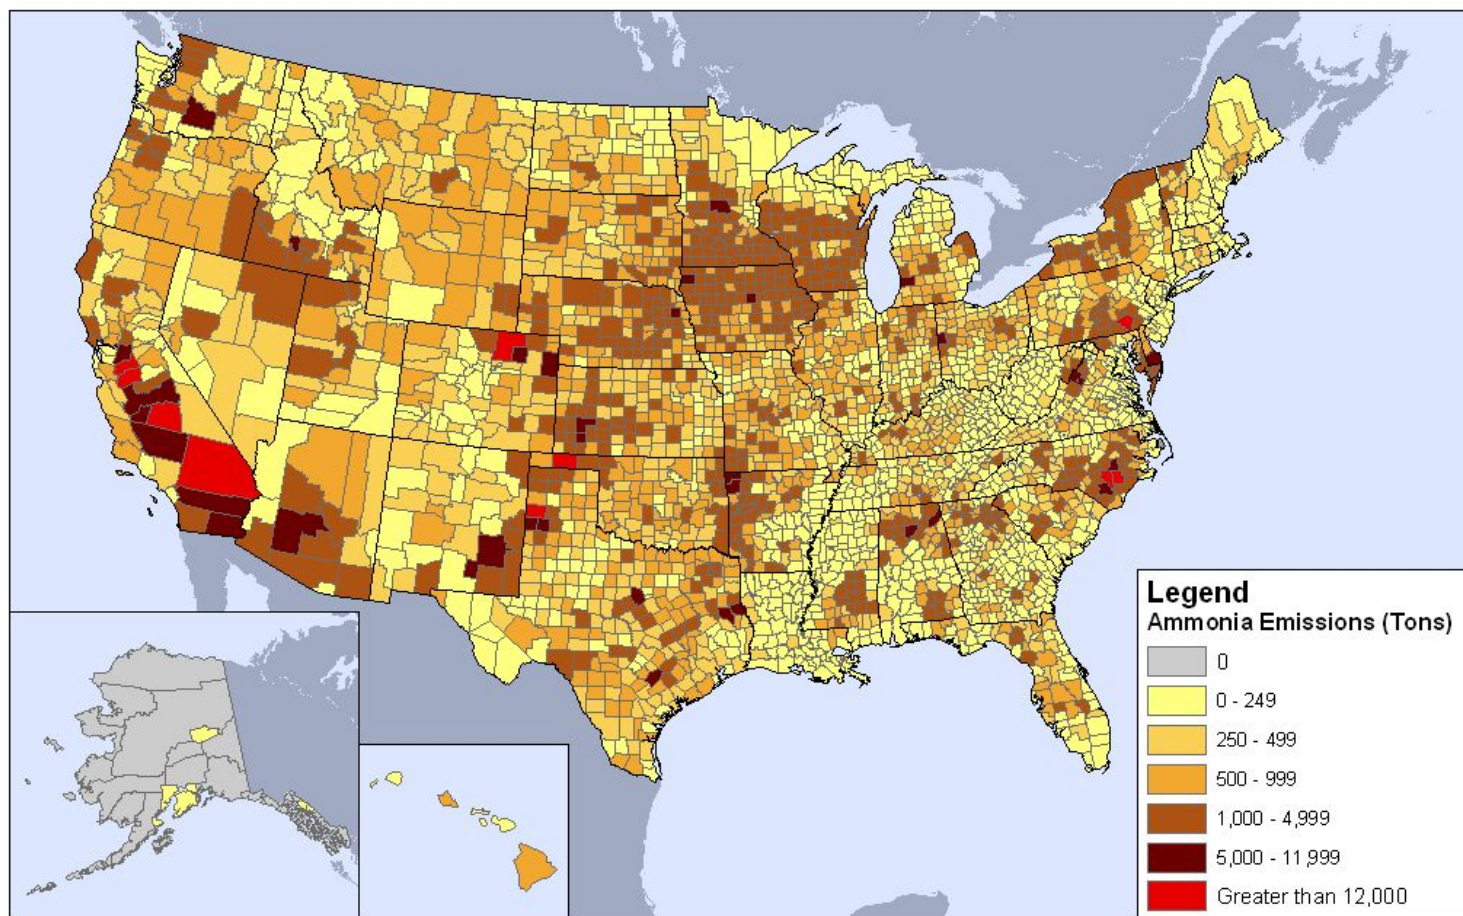 Legend
Ammonia Emissions (Tons)
0
0 - 249
250 - 499
500 - 999
1,000 - 4,999
5,000 - 11,999
Greater than 12,000